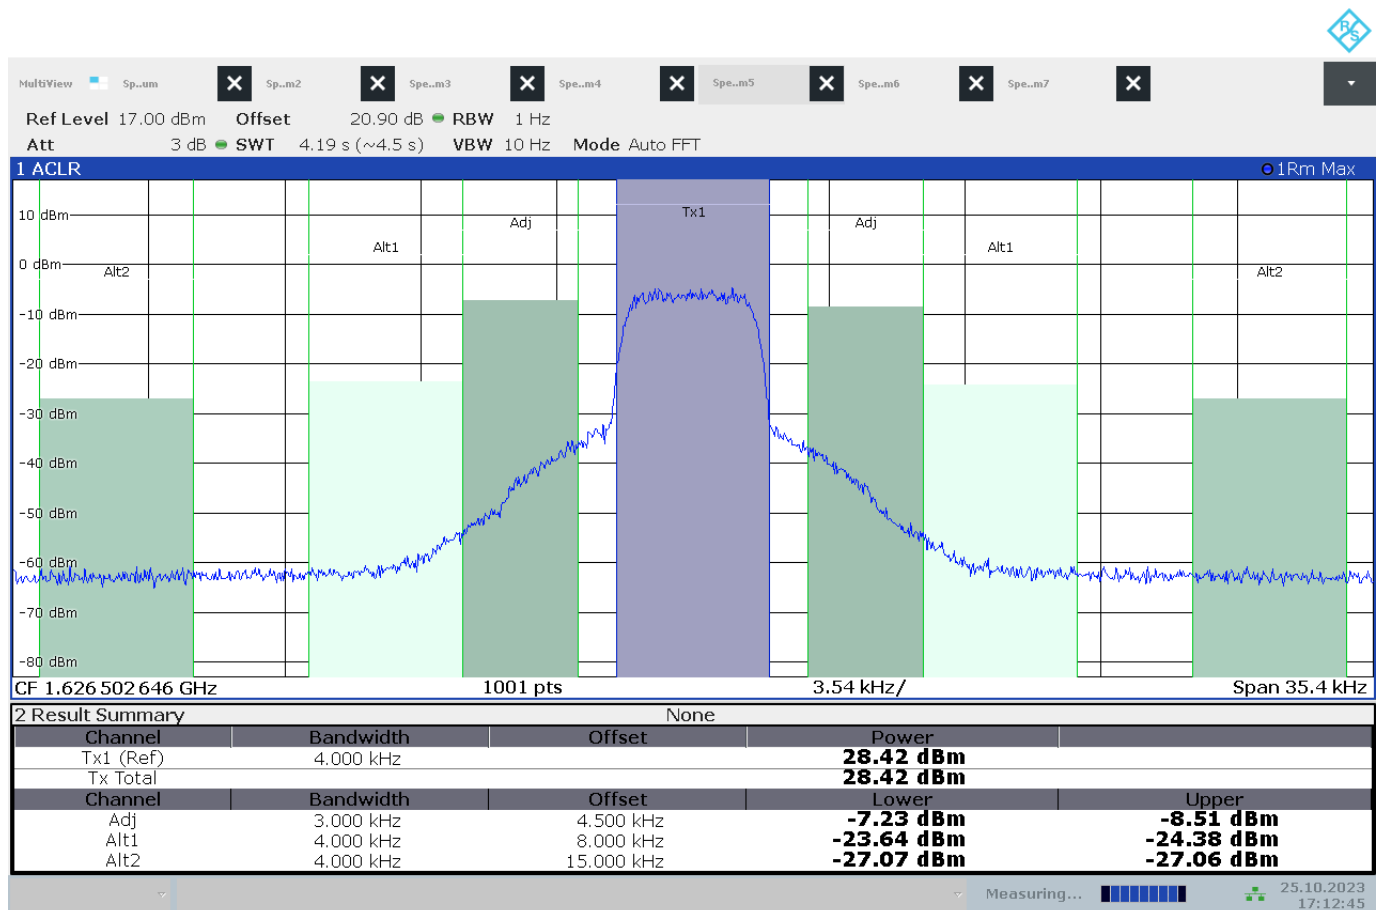 R&S
MultiView Sp..um Sp..m2 Spe..m3 Spe..m4 Spe..m5 Spe..m6 Spe..m7
Ref Level 17.00 dBm Offset 20.90 dB RBW 1 Hz
Att 3 dB SWT 4.19 s (~4.5 s) VBW 10 Hz Mode Auto FFT
1 ACLR 1Rm Max
10 dBm
0 dBm
-10 dBm
-20 dBm
-30 dBm
-40 dBm
-50 dBm
-60 dBm
-70 dBm
-80 dBm
Alt2 Alt1 Adj Tx1 Adj Alt1 Alt2
CF 1.626 502 646 GHz 1001 pts 3.54 kHz/ Span 35.4 kHz
2 Result Summary None
Channel Bandwidth Offset Power
Tx1 (Ref) 4.000 kHz 28.42 dBm
Tx Total 28.42 dBm
Channel Bandwidth Offset Lower Upper
Adj 3.000 kHz 4.500 kHz -7.23 dBm -8.51 dBm
Alt1 4.000 kHz 8.000 kHz -23.64 dBm -24.38 dBm
Alt2 4.000 kHz 15.000 kHz -27.07 dBm -27.06 dBm
Measuring... 25.10.2023
17:12:45